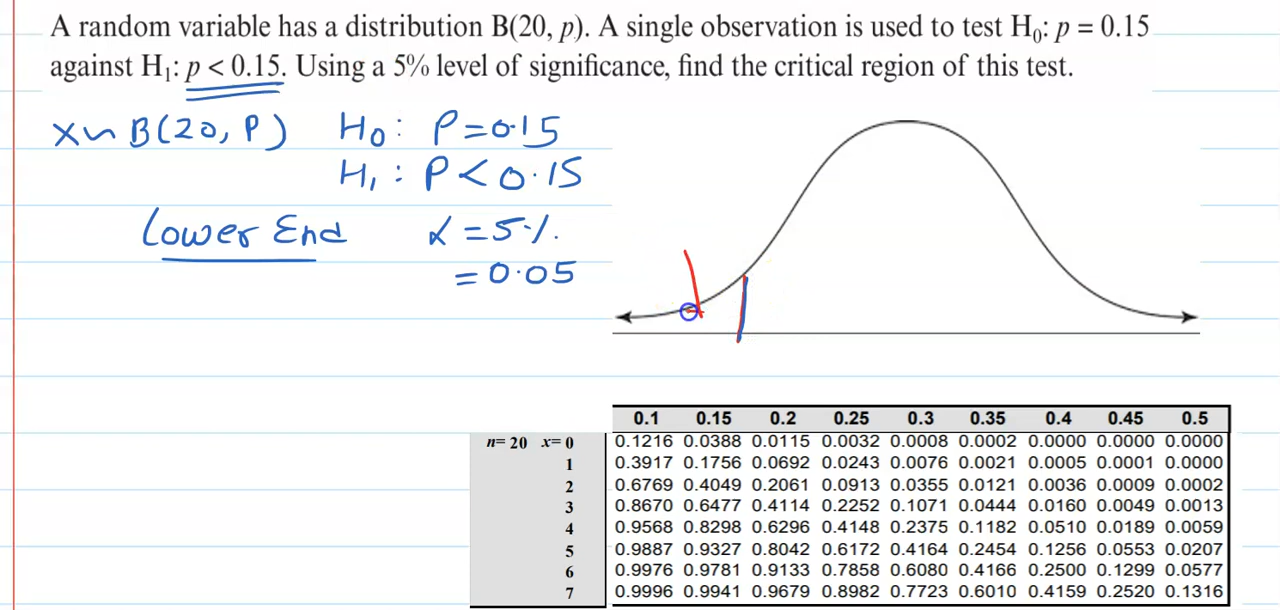 A random variable has a distribution B(20, p). A single observation is used to test H₀: p = 0.15
against H₁: p < 0.15. Using a 5% level of significance, find the critical region of this test.
X~B(20, P) H₀: P=0.15
H₁: P<0.15
Lower End α=5%
=0.05
0.1 0.15 0.2 0.25 0.3 0.35 0.4 0.45 0.5
n= 20 x= 0 0.1216 0.0388 0.0115 0.0032 0.0008 0.0002 0.0000 0.0000 0.0000
1 0.3917 0.1756 0.0692 0.0243 0.0076 0.0021 0.0005 0.0001 0.0000
2 0.6769 0.4049 0.2061 0.0913 0.0355 0.0121 0.0036 0.0009 0.0002
3 0.8670 0.6477 0.4114 0.2252 0.1071 0.0444 0.0160 0.0049 0.0013
4 0.9568 0.8298 0.6296 0.4148 0.2375 0.1182 0.0510 0.0189 0.0059
5 0.9887 0.9327 0.8042 0.6172 0.4164 0.2454 0.1256 0.0553 0.0207
6 0.9976 0.9781 0.9133 0.7858 0.6080 0.4166 0.2500 0.1299 0.0577
7 0.9996 0.9941 0.9679 0.8982 0.7723 0.6010 0.4159 0.2520 0.1316